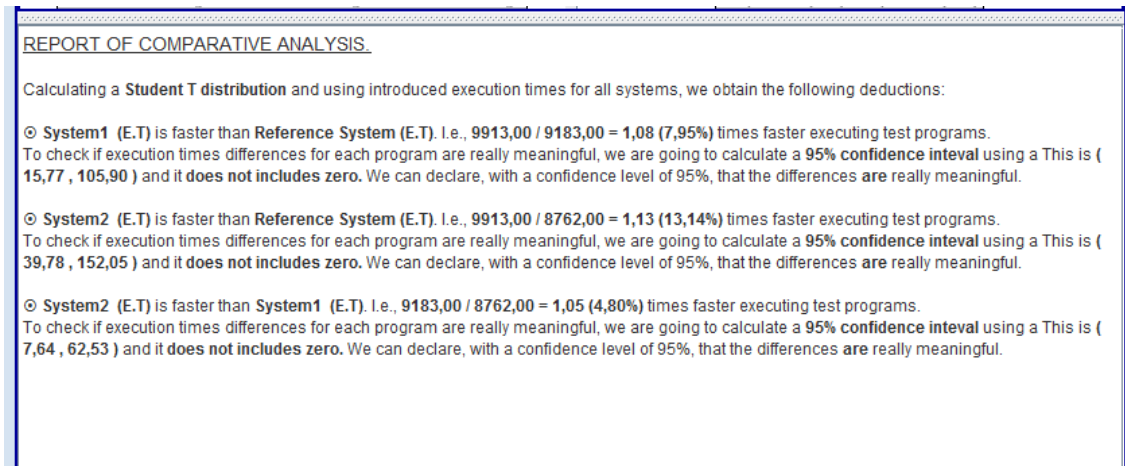 REPORT OF COMPARATIVE ANALYSIS.
Calculating a Student T distribution and using introduced execution times for all systems, we obtain the following deductions:
⊙ System1 (E.T) is faster than Reference System (E.T). I.e., 9913,00 / 9183,00 = 1,08 (7,95%) times faster executing test programs.
To check if execution times differences for each program are really meaningful, we are going to calculate a 95% confidence inteval using a This is (
15,77 , 105,90 ) and it does not includes zero. We can declare, with a confidence level of 95%, that the differences are really meaningful.
⊙ System2 (E.T) is faster than Reference System (E.T). I.e., 9913,00 / 8762,00 = 1,13 (13,14%) times faster executing test programs.
To check if execution times differences for each program are really meaningful, we are going to calculate a 95% confidence inteval using a This is (
39,78 , 152,05 ) and it does not includes zero. We can declare, with a confidence level of 95%, that the differences are really meaningful.
⊙ System2 (E.T) is faster than System1 (E.T). I.e., 9183,00 / 8762,00 = 1,05 (4,80%) times faster executing test programs.
To check if execution times differences for each program are really meaningful, we are going to calculate a 95% confidence inteval using a This is (
7,64 , 62,53 ) and it does not includes zero. We can declare, with a confidence level of 95%, that the differences are really meaningful.